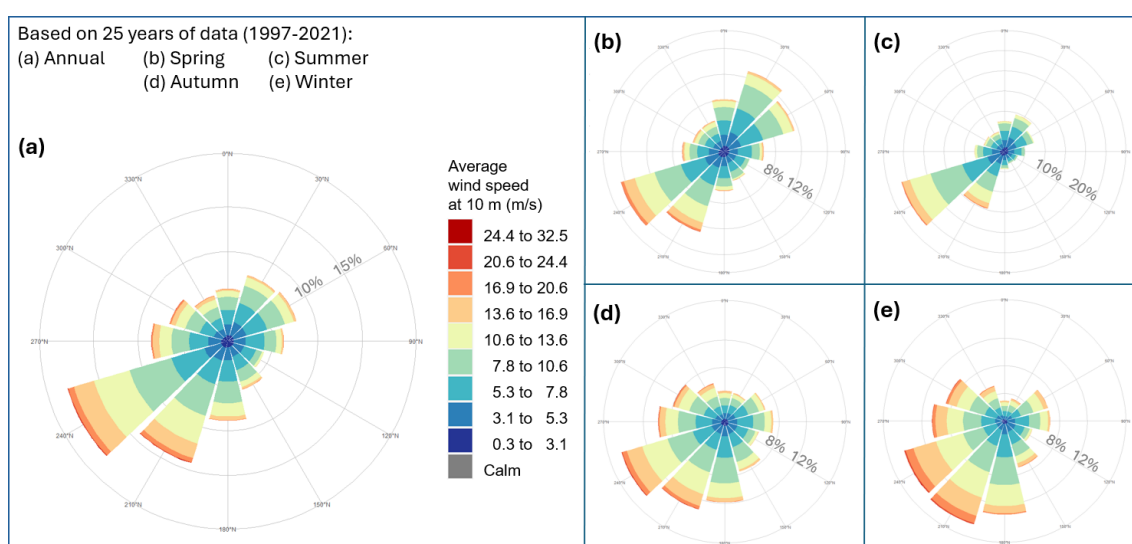 Based on 25 years of data (1997-2021):
(a) Annual (b) Spring (c) Summer
(d) Autumn (e) Winter
(a)
0°N
30°N
60°N
90°N
120°N
150°N
180°N
210°N
240°N
270°N
300°N
330°N
10% 15%
Average
wind speed
at 10 m (m/s)
24.4 to 32.5
20.6 to 24.4
16.9 to 20.6
13.6 to 16.9
10.6 to 13.6
7.8 to 10.6
5.3 to 7.8
3.1 to 5.3
0.3 to 3.1
Calm
(b)
8% 12%
(c)
10% 20%
(d)
8% 12%
(e)
8% 12%